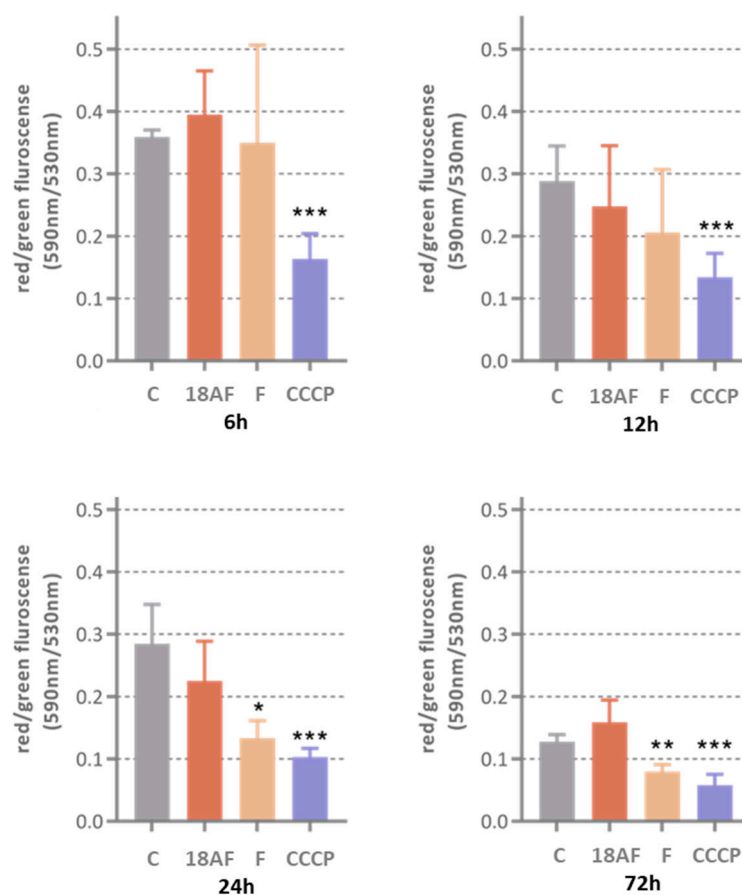 red/green fluroscense
(590nm/530nm)
0.5
0.4
0.3
0.2
0.1
0.0
***
C 18AF F CCCP
6h
red/green fluroscense
(590nm/530nm)
0.5
0.4
0.3
0.2
0.1
0.0
***
C 18AF F CCCP
12h
red/green fluroscense
(590nm/530nm)
0.5
0.4
0.3
0.2
0.1
0.0
*
***
C 18AF F CCCP
24h
red/green fluroscense
(590nm/530nm)
0.5
0.4
0.3
0.2
0.1
0.0
** ***
C 18AF F CCCP
72h